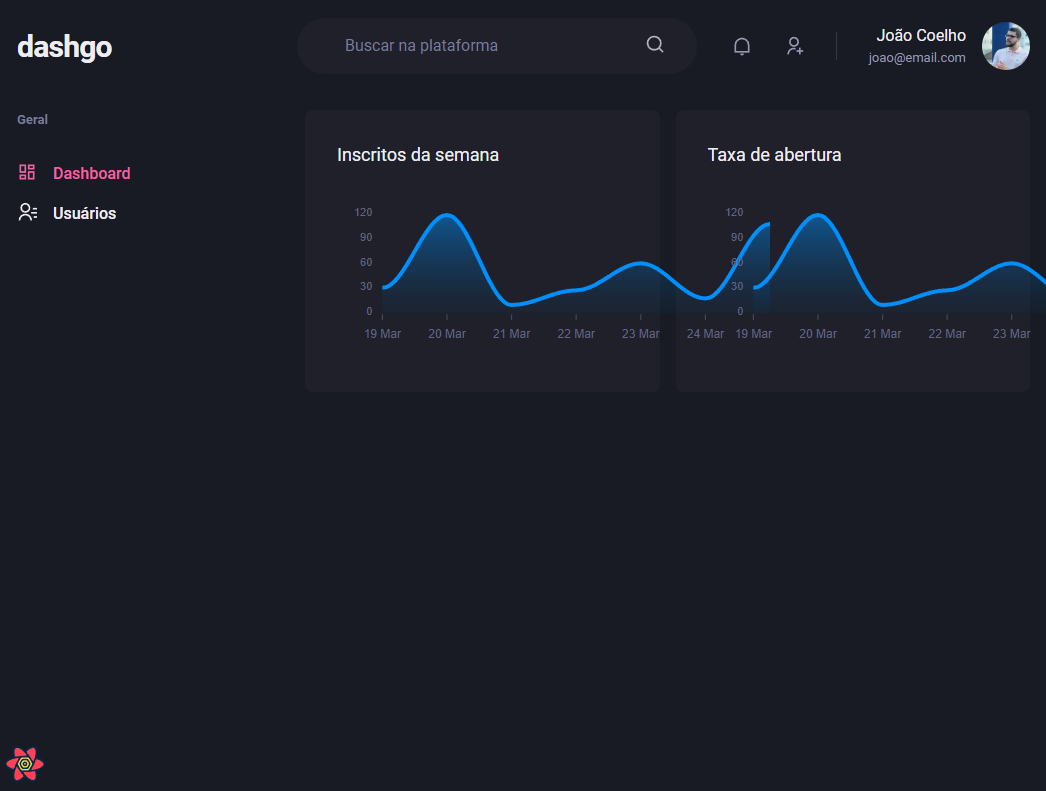 dashgo
Buscar na plataforma
João Coelho
joao@email.com
Geral
Dashboard
Usuários
Inscritos da semana
120
90
60
30
0
19 Mar 20 Mar 21 Mar 22 Mar 23 Mar 24 Mar
Taxa de abertura
120
90
60
30
0
19 Mar 20 Mar 21 Mar 22 Mar 23 Mar